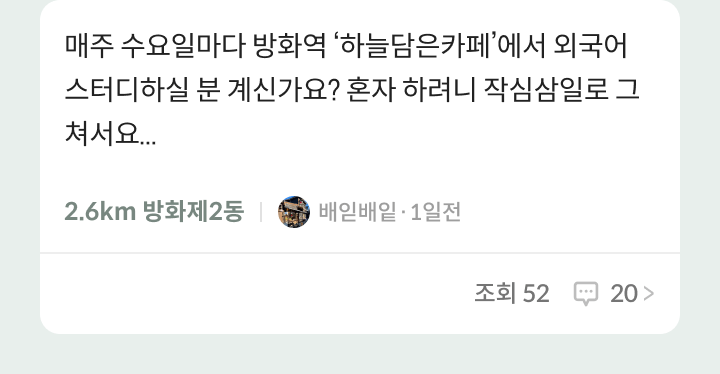 매주 수요일마다 방화역 ‘하늘담은카페’에서 외국어
스터디하실 분 계신가요? 혼자 하려니 작심삼일로 그
쳐서요...
2.6km 방화제2동 | 배읻배잍 · 1일전
조회 52 20 >